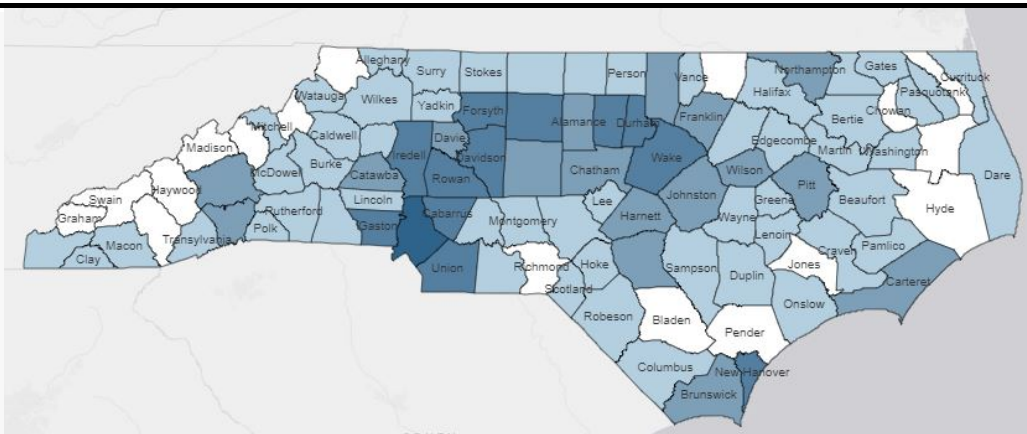 Alleghany
Surry
Stokes
Person
Vance
Northampton
Gates
Currituck
Watauga
Wilkes
Yadkin
Forsyth
Alamance
Durham
Franklin
Halifax
Bertie
Chowan
Pasquotank
Mitchell
Caldwell
Madison
Iredell
Davie
Davidson
Wake
Edgecombe
Martin
Washington
Dare
Burke
McDowell
Catawba
Rowan
Chatham
Wilson
Pitt
Haywood
Swain
Graham
Rutherford
Lincoln
Lee
Johnston
Greene
Beaufort
Hyde
Macon
Transylvania
Polk
Gaston
Cabarrus
Montgomery
Harnett
Wayne
Lenoir
Craven
Pamlico
Clay
Union
Richmond
Hoke
Sampson
Duplin
Jones
Carteret
Scotland
Onslow
Robeson
Bladen
Pender
Columbus
New Hanover
Brunswick